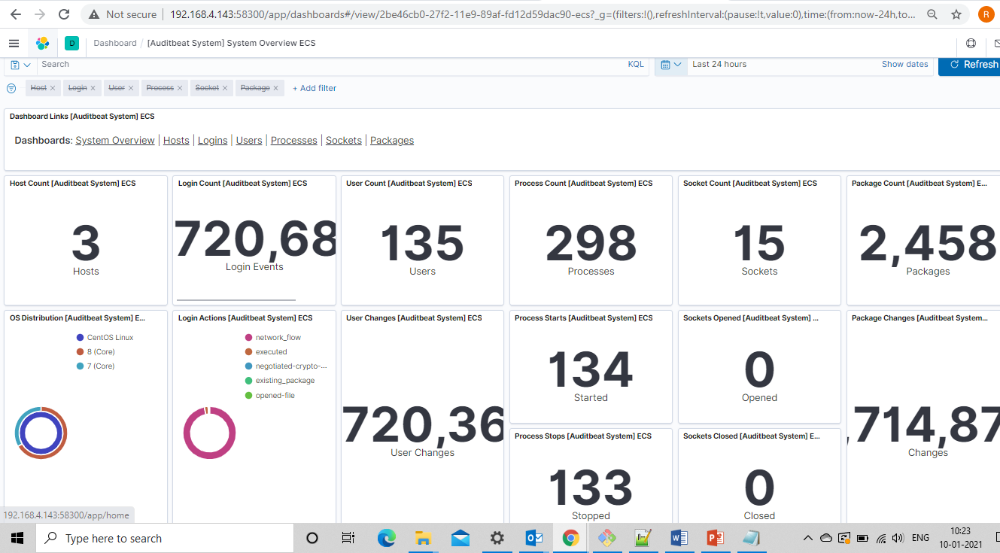 Not secure 192.168.4.143:58300/app/dashboards#/view/2be46cb0-27f2-11e9-89af-fd12d59dac90-ecs?_g=(filters:!(),refreshInterval:(pause:!t,value:0),time:(from:now-24h,to...
R
D Dashboard / [Auditbeat System] System Overview ECS
Search KQL Last 24 hours Show dates Refresh
Host × Login × User × Process × Socket × Package × + Add filter
Dashboard Links [Auditbeat System] ECS
Dashboards: System Overview | Hosts | Logins | Users | Processes | Sockets | Packages
Host Count [Auditbeat System] ECS
3
Hosts
Login Count [Auditbeat System] ECS
720,68
Login Events
User Count [Auditbeat System] ECS
135
Users
Process Count [Auditbeat System] ECS
298
Processes
Socket Count [Auditbeat System] ECS
15
Sockets
Package Count [Auditbeat System] E...
2,458
Packages
OS Distribution [Auditbeat System] E...
CentOS Linux
8 (Core)
7 (Core)
Login Actions [Auditbeat System] ECS
network_flow
executed
negotiated-crypto-...
existing_package
opened-file
User Changes [Auditbeat System] ECS
720,36
User Changes
Process Starts [Auditbeat System] ECS
134
Started
Process Stops [Auditbeat System] ECS
133
Stopped
Sockets Opened [Auditbeat System] ...
0
Opened
Sockets Closed [Auditbeat System] E...
0
Closed
Package Changes [Auditbeat System...
,714,87
Changes
192.168.4.143:58300/app/home
Type here to search
ENG
10:23
10-01-2021